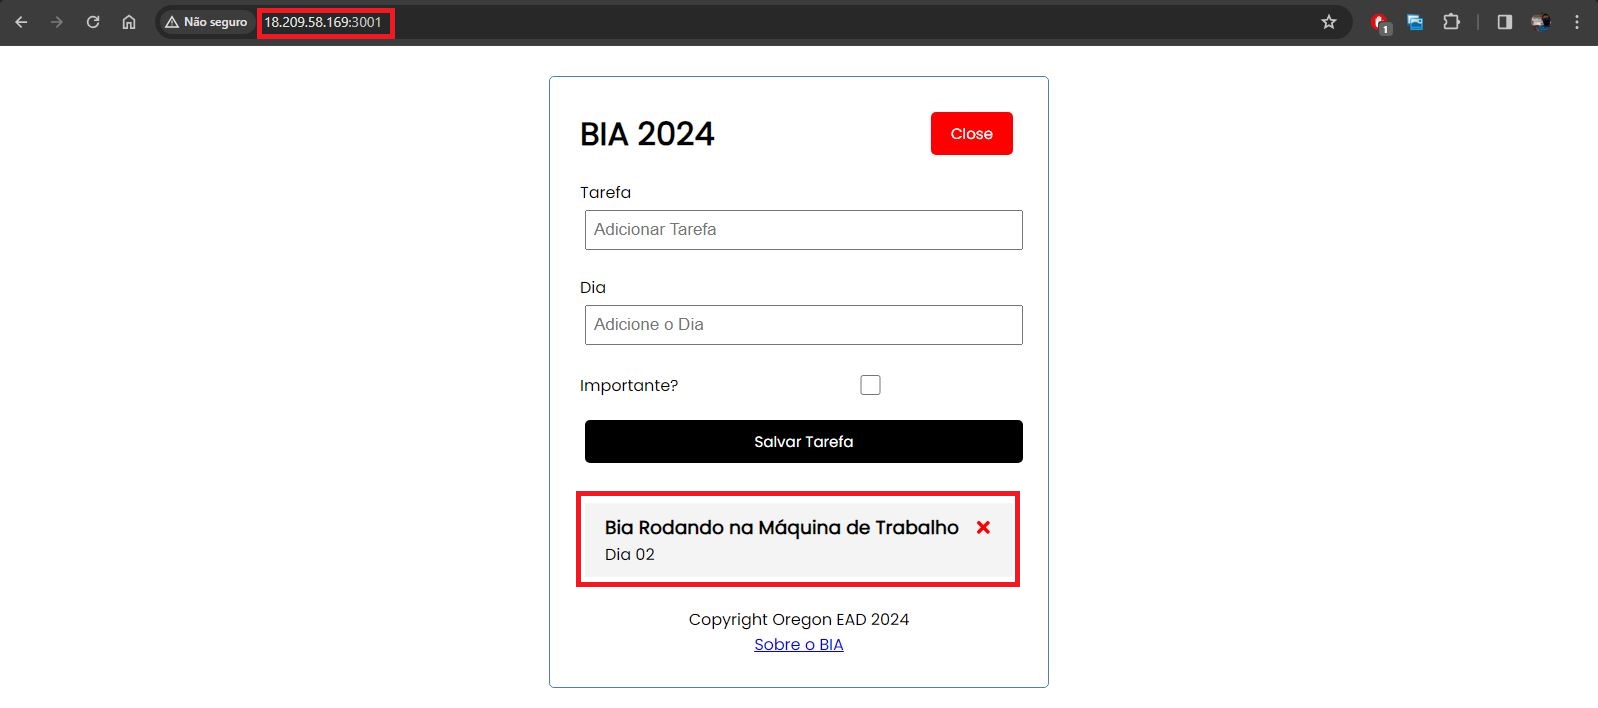 Não seguro 18.209.58.169:3001
1
BIA 2024 Close
Tarefa
Adicionar Tarefa
Dia
Adicione o Dia
Importante?
Salvar Tarefa
Bia Rodando na Máquina de Trabalho
Dia 02
Copyright Oregon EAD 2024
Sobre o BIA